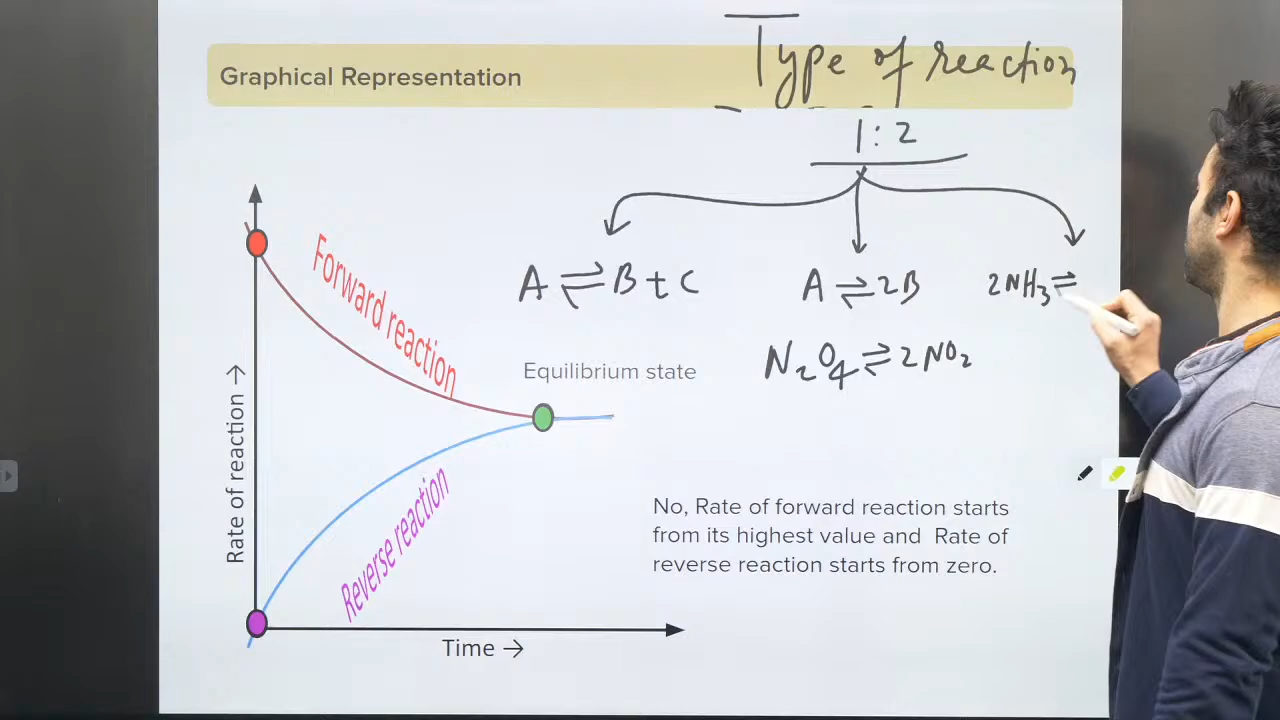 Type of reaction
Graphical Representation
1 : 2
A ⇌ B + C
A ⇌ 2B
2NH₃ ⇌
N₂O₄ ⇌ 2NO₂
Forward reaction
Equilibrium state
Rate of reaction →
Reverse reaction
No, Rate of forward reaction starts
from its highest value and Rate of
reverse reaction starts from zero.
Time →